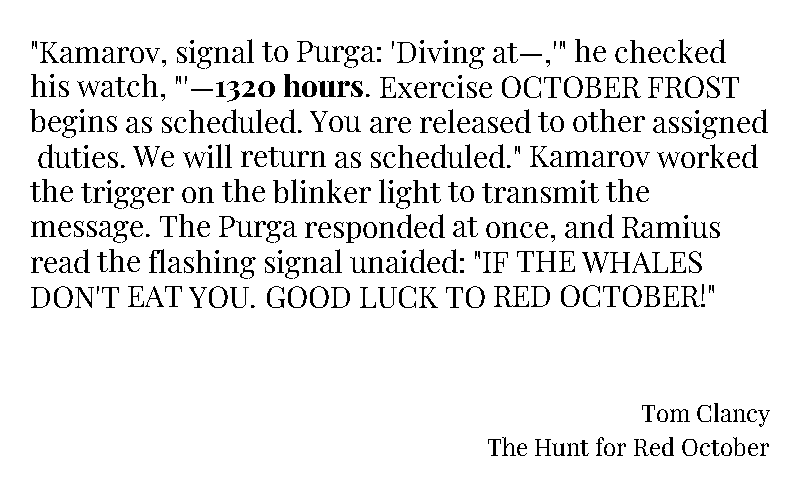 "Kamarov, signal to Purga: 'Diving at—,'" he checked
his watch, "'—1320 hours. Exercise OCTOBER FROST
begins as scheduled. You are released to other assigned
duties. We will return as scheduled." Kamarov worked
the trigger on the blinker light to transmit the
message. The Purga responded at once, and Ramius
read the flashing signal unaided: "IF THE WHALES
DON'T EAT YOU. GOOD LUCK TO RED OCTOBER!"
Tom Clancy
The Hunt for Red October